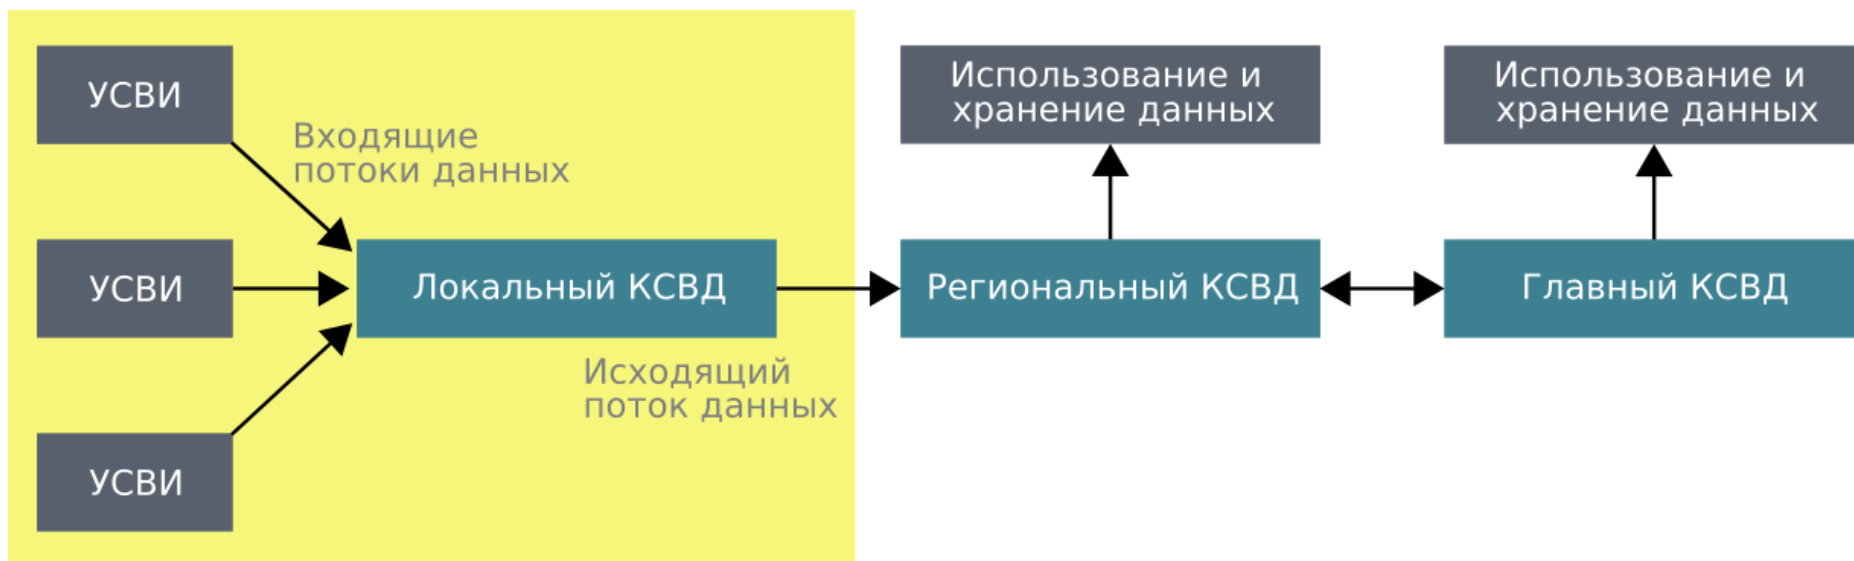 УСВИ
Входящие
потоки данных
УСВИ
Локальный КСВД
Исходящий
поток данных
УСВИ
Использование и
хранение данных
Региональный КСВД
Использование и
хранение данных
Главный КСВД